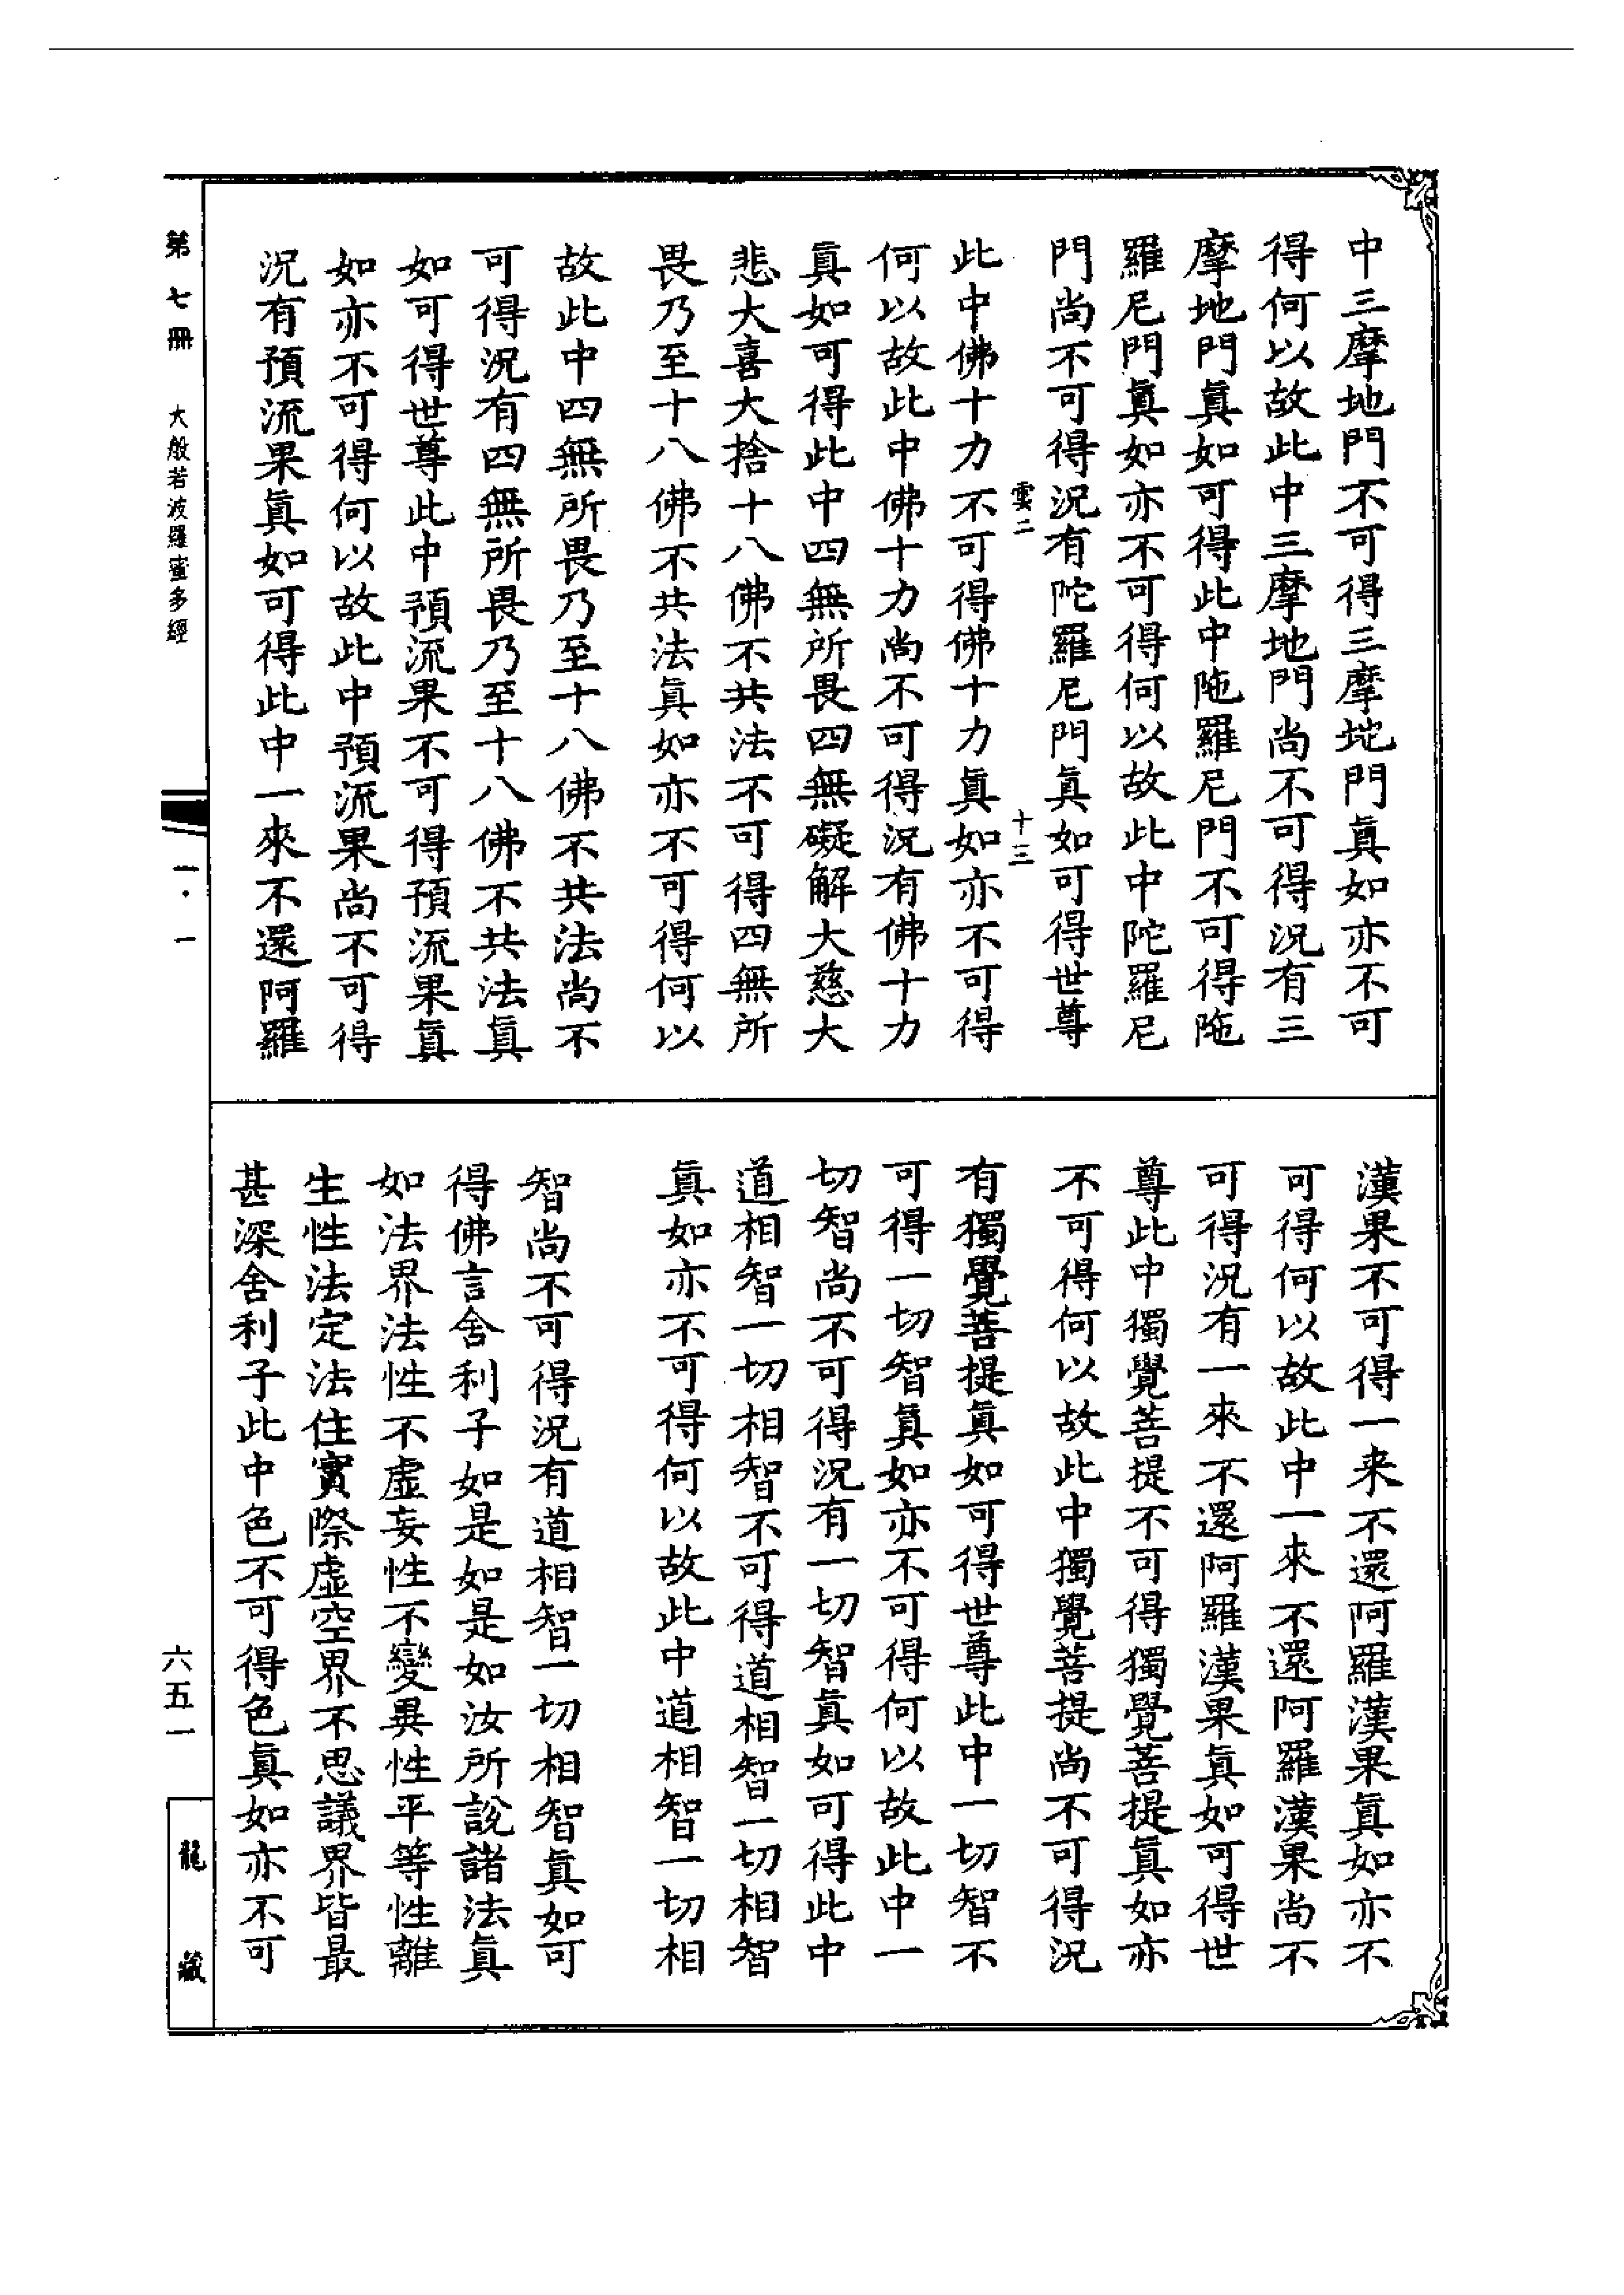 中三摩地門不可得三摩地門眞如亦不可
得何以故此中三摩地門尚不可得況有三
摩地門眞如可得此中陁羅尼門不可得陁
羅尼門眞如亦不可得何以故此中陀羅尼
門尚不可得況有陀羅尼門眞如可得世尊
雲二 十三
此中佛十力不可得佛十力眞如亦不可得
何以故此中佛十力尚不可得況有佛十力
眞如可得此中四無所畏四無礙解大慈大
悲大喜大捨十八佛不共法不可得四無所
畏乃至十八佛不共法眞如亦不可得何以
故此中四無所畏乃至十八佛不共法尚不
可得況有四無所畏乃至十八佛不共法眞
如可得世尊此中預流果不可得預流果眞
如亦不可得何以故此中預流果尚不可得
況有預流果眞如可得此中一來不還阿羅
漢果不可得一来不還阿羅漢果眞如亦不
可得何以故此中一來不還阿羅漢果尚不
可得況有一來不還阿羅漢果眞如可得世
尊此中獨覺菩提不可得獨覺菩提眞如亦
不可得何以故此中獨覺菩提尚不可得況
有獨覺菩提眞如可得世尊此中一切智不
可得一切智眞如亦不可得何以故此中一
切智尚不可得況有一切智眞如可得此中
道相智一切相智不可得道相智一切相智
眞如亦不可得何以故此中道相智一切相
智尚不可得況有道相智一切相智眞如可
得佛言舍利子如是如是如汝所說諸法眞
如法界法性不虛妄性不變異性平等性離
生性法定法住實際虛空界不思議界皆最
甚深舍利子此中色不可得色眞如亦不可
第七冊 大般若波羅蜜多經 一·一 六五一 龍藏